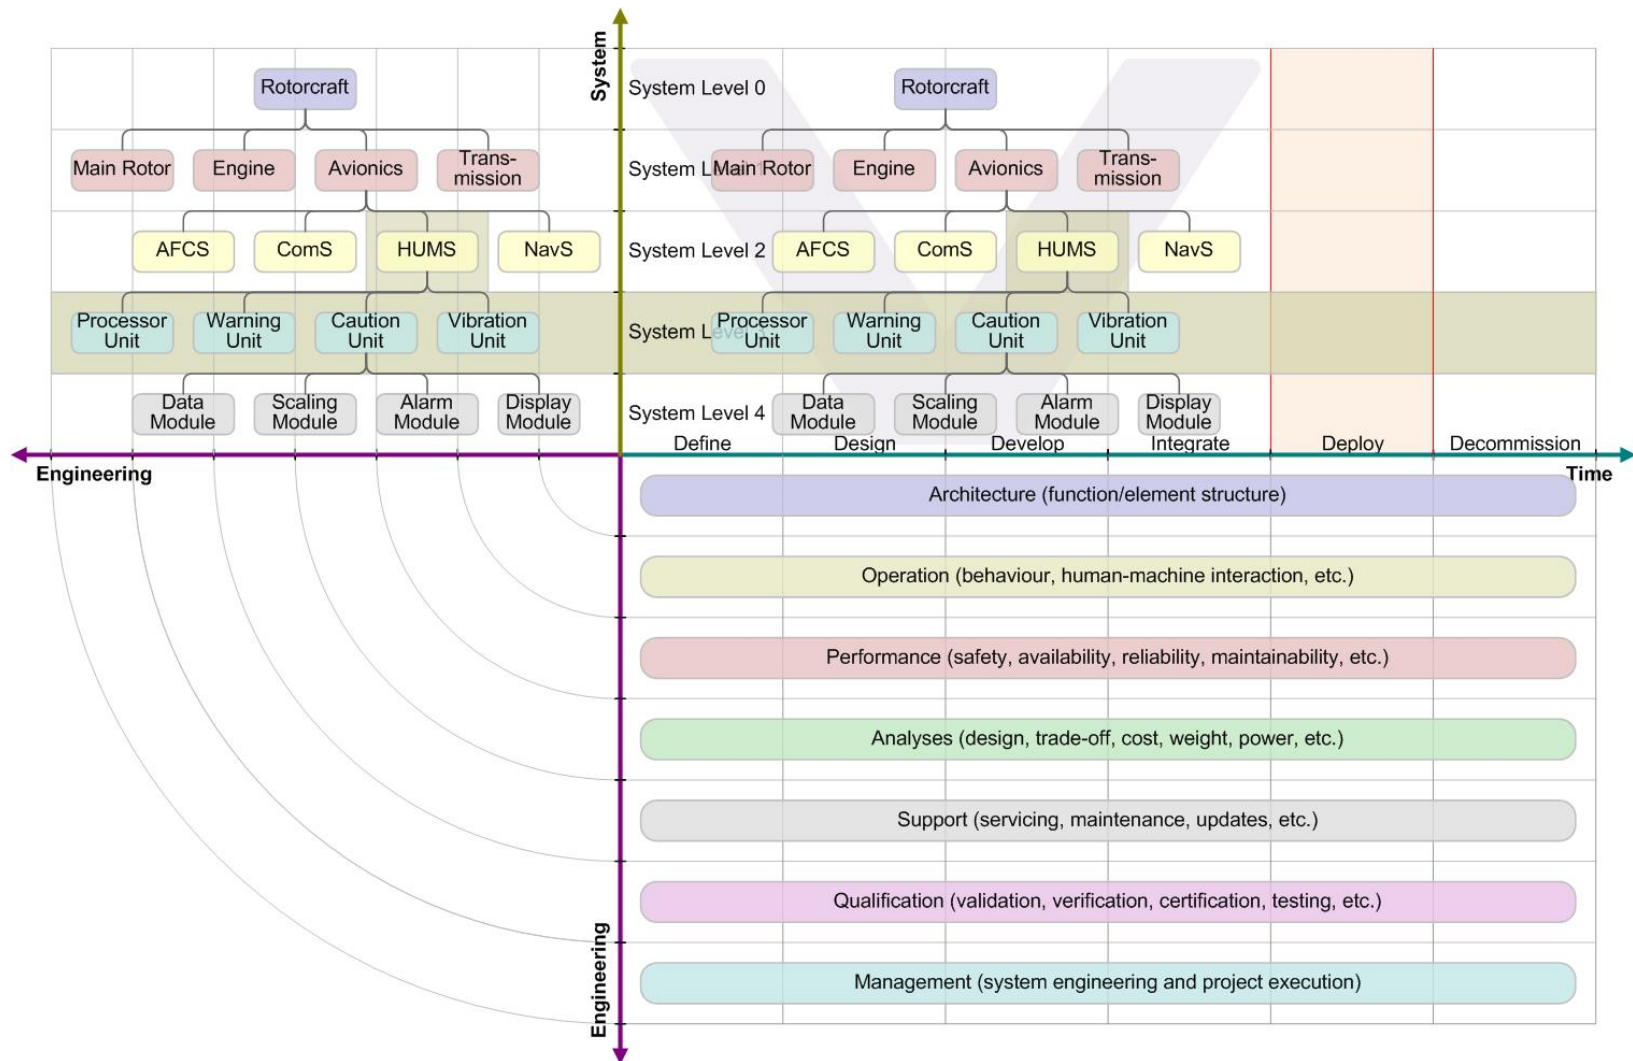 System
Rotorcraft
System Level 0
Rotorcraft
Main Rotor
Engine
Avionics
Trans-
mission
System L
Main Rotor
Engine
Avionics
Trans-
mission
AFCS
ComS
HUMS
NavS
System Level 2
AFCS
ComS
HUMS
NavS
Processor
Unit
Warning
Unit
Caution
Unit
Vibration
Unit
System L
Processor
Unit
Warning
Unit
Caution
Unit
Vibration
Unit
Data
Module
Scaling
Module
Alarm
Module
Display
Module
System Level 4
Data
Module
Scaling
Module
Alarm
Module
Display
Module
Define
Design
Develop
Integrate
Deploy
Decommission
Engineering
Time
Architecture (function/element structure)
Operation (behaviour, human-machine interaction, etc.)
Performance (safety, availability, reliability, maintainability, etc.)
Analyses (design, trade-off, cost, weight, power, etc.)
Support (servicing, maintenance, updates, etc.)
Qualification (validation, verification, certification, testing, etc.)
Management (system engineering and project execution)
Engineering